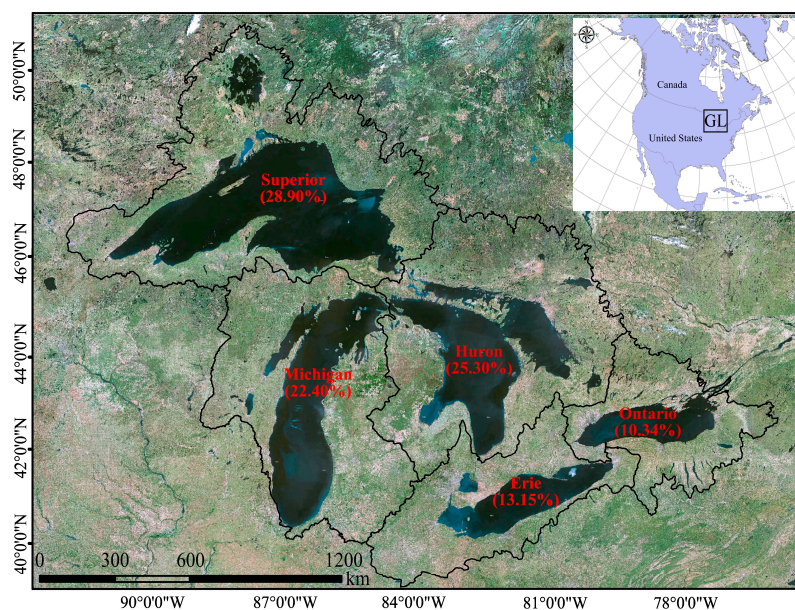 Canada
GL
United States
50°0'0"N
48°0'0"N
46°0'0"N
44°0'0"N
42°0'0"N
40°0'0"N
Superior
(28.90%)
Huron
(25.30%)
Michigan
(22.40%)
Ontario
(10.34%)
Erie
(13.15%)
0 300 600 1200
km
90°0'0"W 87°0'0"W 84°0'0"W 81°0'0"W 78°0'0"W